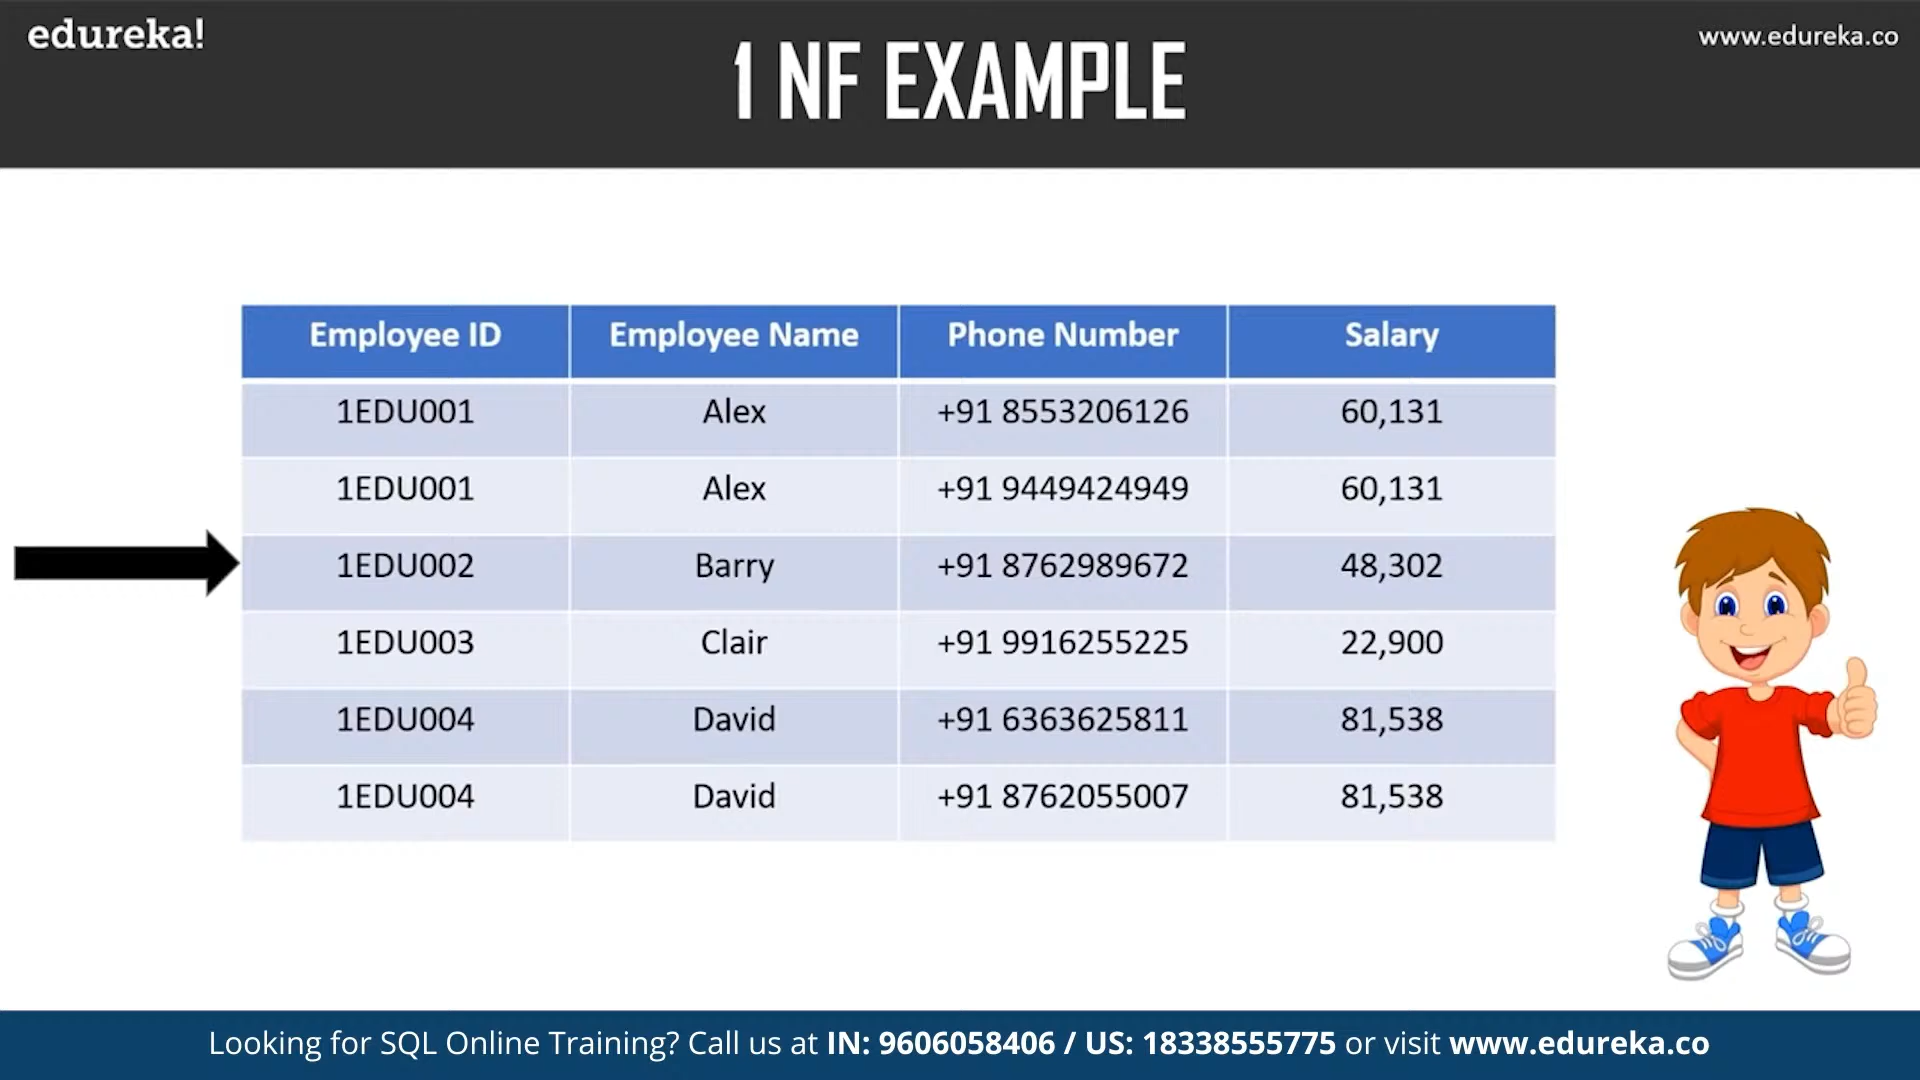 edureka!
www.edureka.co
1 NF EXAMPLE
Employee ID Employee Name Phone Number Salary
1EDU001 Alex +91 8553206126 60,131
1EDU001 Alex +91 9449424949 60,131
1EDU002 Barry +91 8762989672 48,302
1EDU003 Clair +91 9916255225 22,900
1EDU004 David +91 6363625811 81,538
1EDU004 David +91 8762055007 81,538
Looking for SQL Online Training? Call us at IN: 9606058406 / US: 18338555775 or visit www.edureka.co